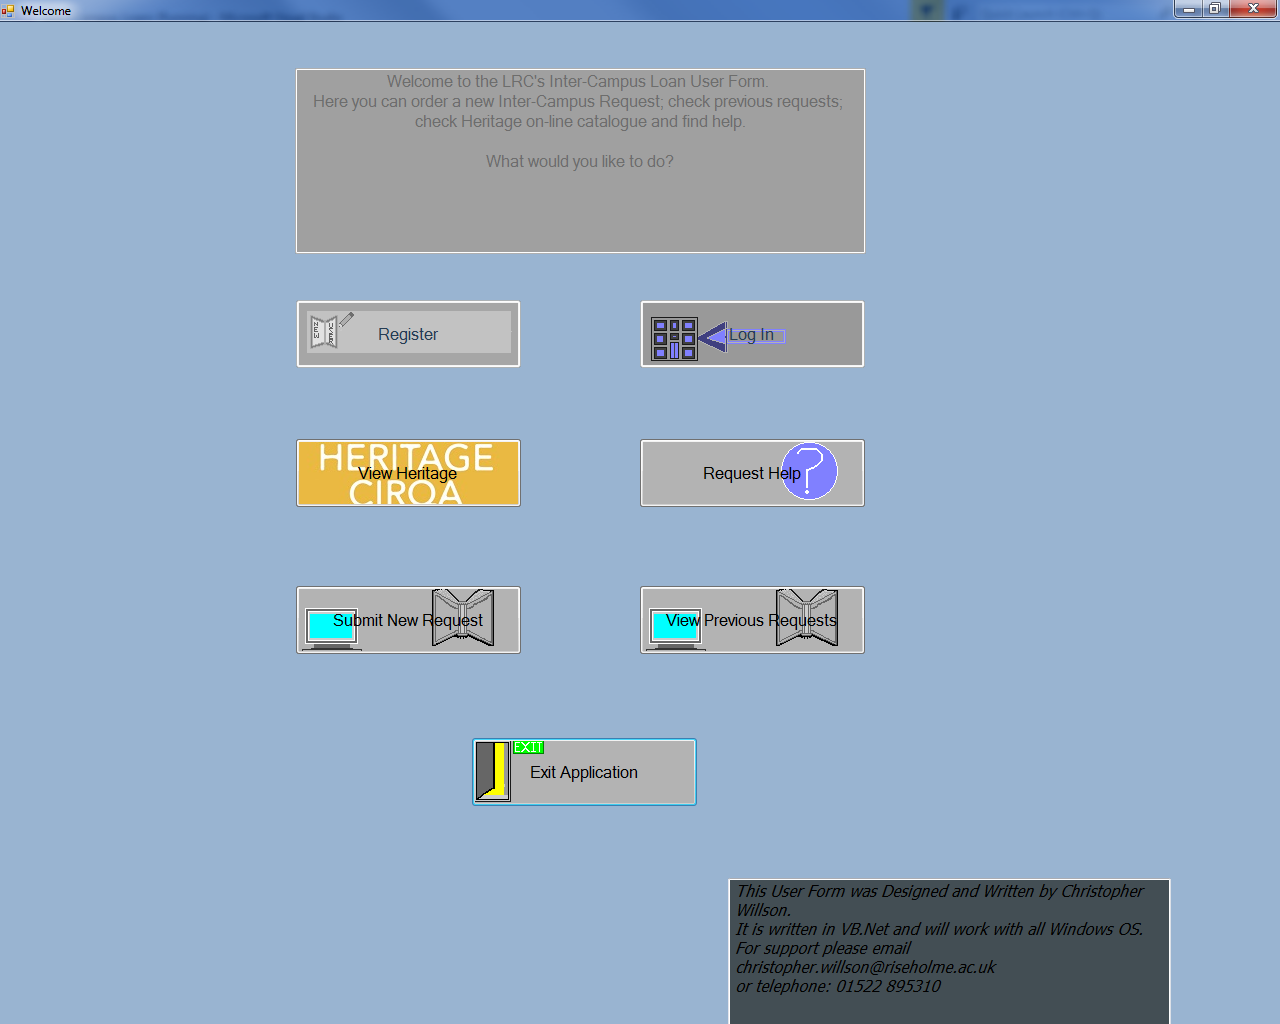 Welcome
Welcome to the LRC's Inter-Campus Loan User Form.
Here you can order a new Inter-Campus Request; check previous requests;
check Heritage on-line catalogue and find help.
What would you like to do?
NEW USER
Register
Log In
HERITAGE
View Heritage
CIRQA
Request Help
?
Submit New Request
View Previous Requests
EXIT
Exit Application
This User Form was Designed and Written by Christopher
Willson.
It is written in VB.Net and will work with all Windows OS.
For support please email
christopher.willson@riseholme.ac.uk
or telephone: 01522 895310